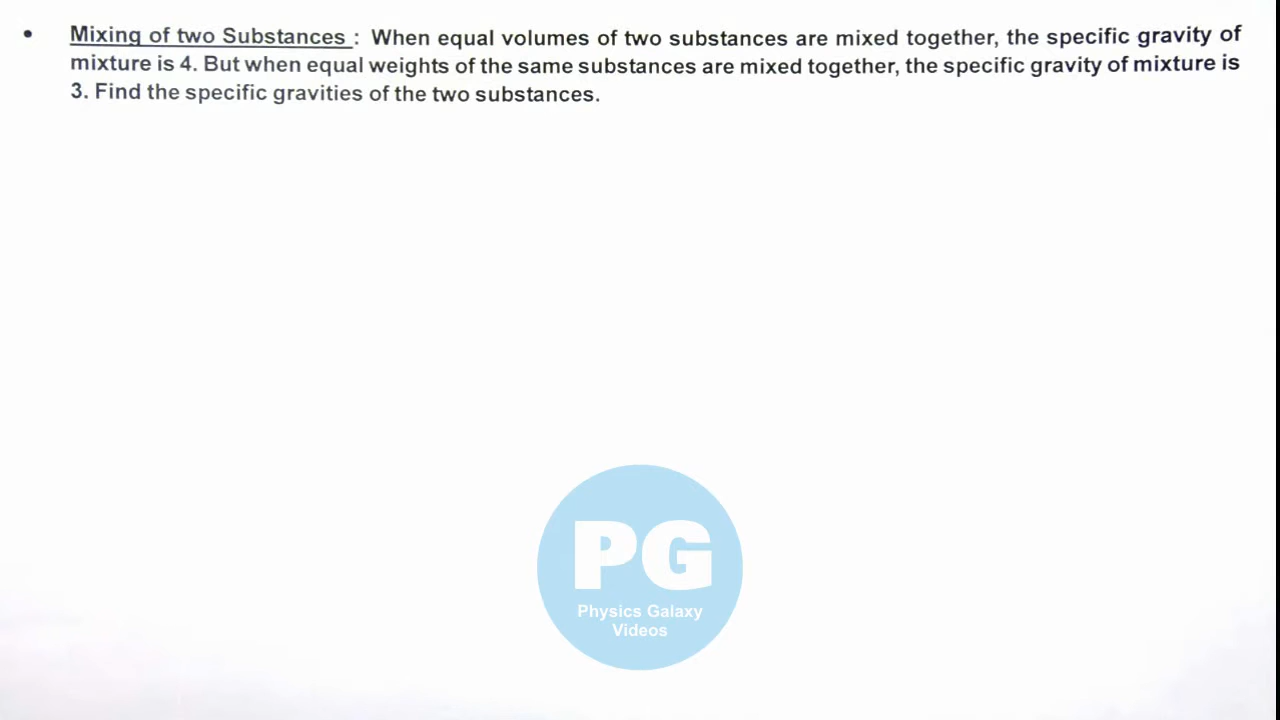 • Mixing of two Substances : When equal volumes of two substances are mixed together, the specific gravity of
mixture is 4. But when equal weights of the same substances are mixed together, the specific gravity of mixture is
3. Find the specific gravities of the two substances.
PG
Physics Galaxy
Videos